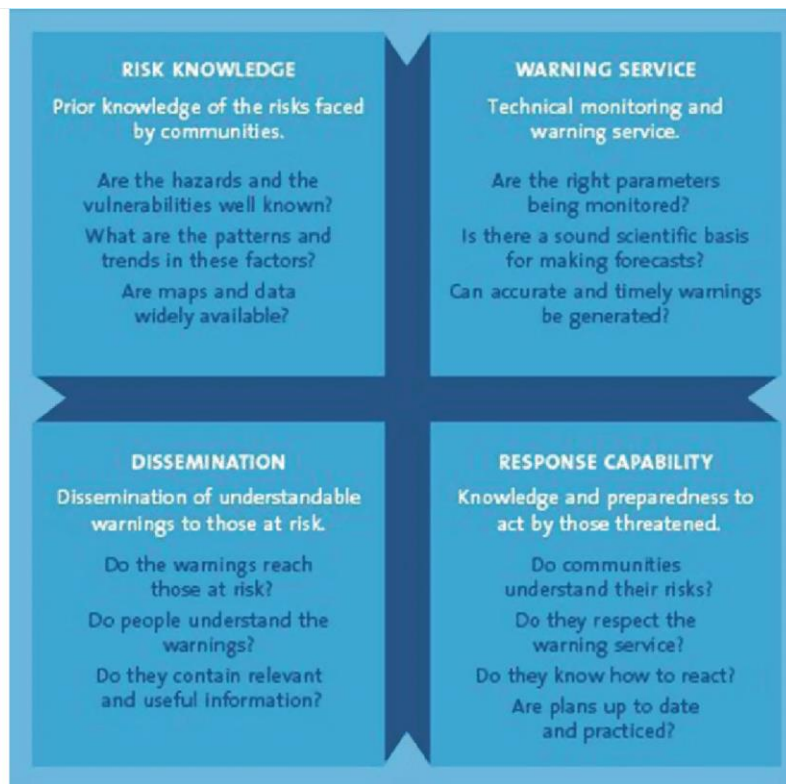 RISK KNOWLEDGE
Prior knowledge of the risks faced
by communities.
Are the hazards and the
vulnerabilities well known?
What are the patterns and
trends in these factors?
Are maps and data
widely available?
WARNING SERVICE
Technical monitoring and
warning service.
Are the right parameters
being monitored?
Is there a sound scientific basis
for making forecasts?
Can accurate and timely warnings
be generated?
DISSEMINATION
Dissemination of understandable
warnings to those at risk.
Do the warnings reach
those at risk?
Do people understand the
warnings?
Do they contain relevant
and useful information?
RESPONSE CAPABILITY
Knowledge and preparedness to
act by those threatened.
Do communities
understand their risks?
Do they respect the
warning service?
Do they know how to react?
Are plans up to date
and practiced?